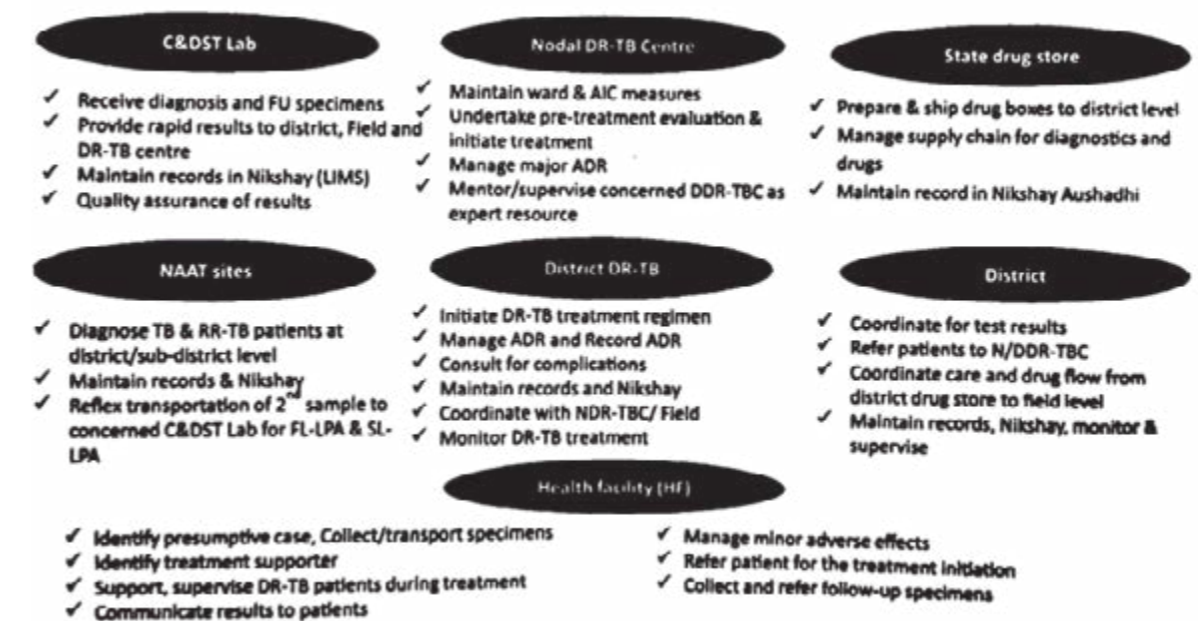 C&DST Lab
✓ Receive diagnosis and FU specimens
✓ Provide rapid results to district, Field and
DR-TB centre
✓ Maintain records in Nikshay (LIMS)
✓ Quality assurance of results
Nodal DR-TB Centre
✓ Maintain ward & AIC measures
✓ Undertake pre-treatment evaluation &
initiate treatment
✓ Manage major ADR
✓ Mentor/supervise concerned DDR-TBC as
expert resource
State drug store
✓ Prepare & ship drug boxes to district level
✓ Manage supply chain for diagnostics and
drugs
✓ Maintain record in Nikshay Aushadhi
NAAT sites
✓ Diagnose TB & RR-TB patients at
district/sub-district level
✓ Maintain records & Nikshay
✓ Reflex transportation of 2nd sample to
concerned C&DST Lab for FL-LPA & SL-
LPA
District DR-TB
✓ Initiate DR-TB treatment regimen
✓ Manage ADR and Record ADR
✓ Consult for complications
✓ Maintain records and Nikshay
✓ Coordinate with NDR-TBC/ Field
✓ Monitor DR-TB treatment
District
✓ Coordinate for test results
✓ Refer patients to N/DDR-TBC
✓ Coordinate care and drug flow from
district drug store to field level
✓ Maintain records, Nikshay, monitor &
supervise
Health facility (HF)
✓ Identify presumptive case, Collect/transport specimens
✓ Identify treatment supporter
✓ Support, supervise DR-TB patients during treatment
✓ Communicate results to patients
✓ Manage minor adverse effects
✓ Refer patient for the treatment initiation
✓ Collect and refer follow-up specimens